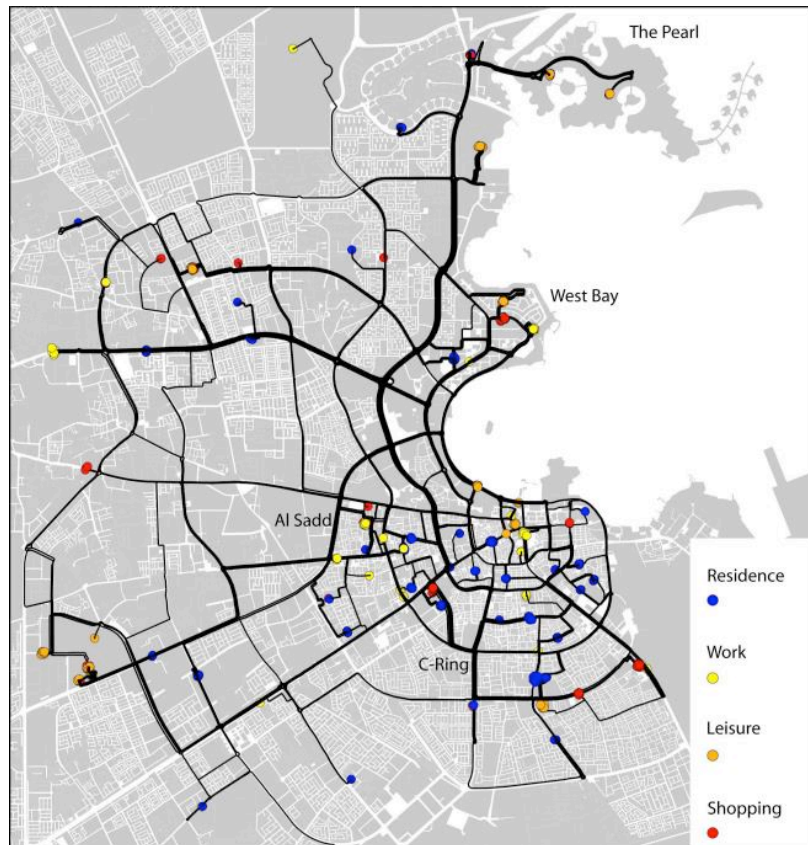 The Pearl
West Bay
Al Sadd
C-Ring
Residence
Work
Leisure
Shopping